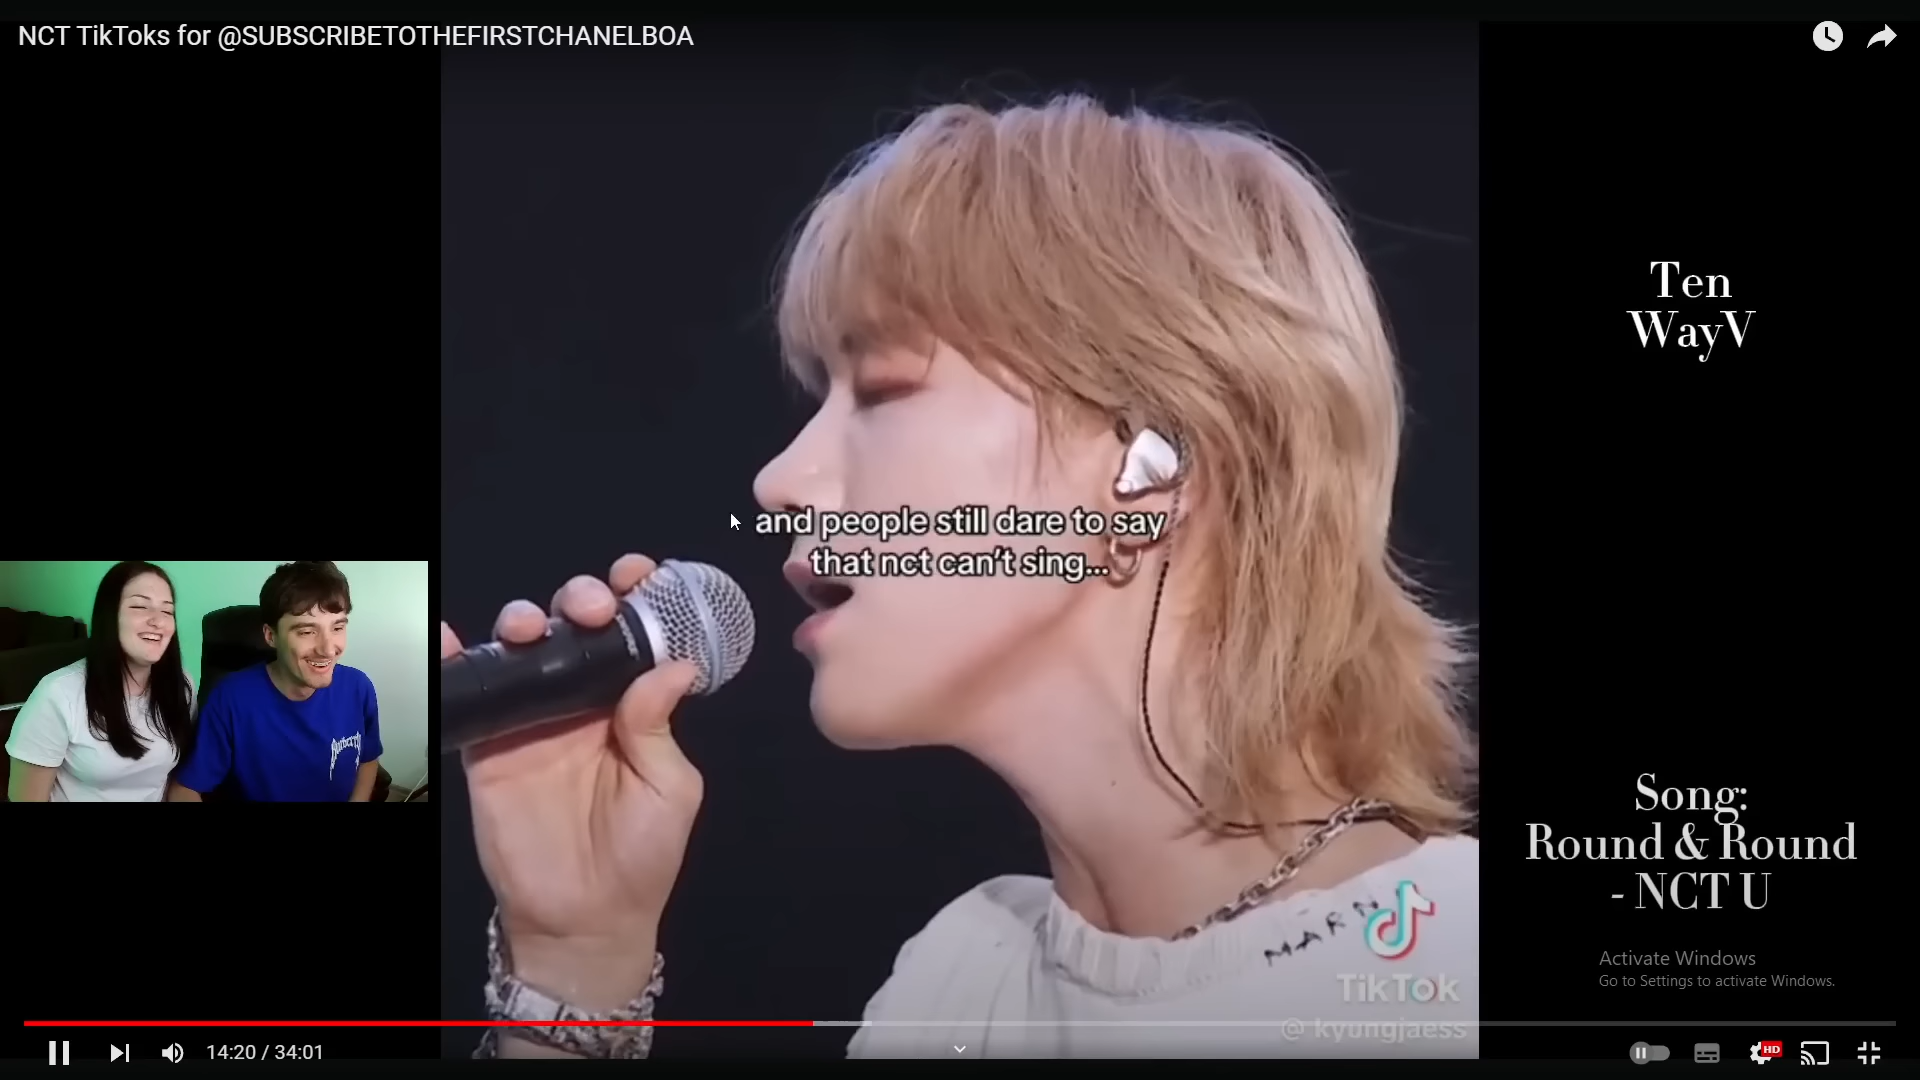 NCT TikToks for @SUBSCRIBETOTHEFIRSTCHANELBOA
Ten
WayV
and people still dare to say
that nct can't sing...
Song:
Round & Round
- NCT U
MARN
Activate Windows
Go to Settings to activate Windows.
TikTok
@ kyungjaess
14:20 / 34:01
HD